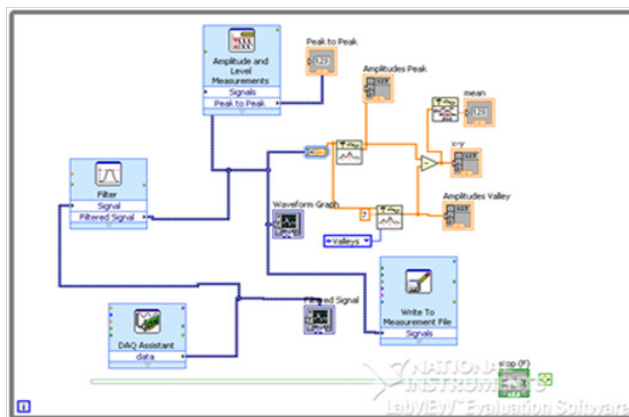 Amplitude and
Level
Measurements
Signals
Peak to Peak
Peak to Peak
Amplitudes Peak
mean
x-y
Amplitudes Valley
Filter
Signal
Filtered Signal
Waveform Graph
Valleys
Write To
Measurement File
Signals
Filtered Signal
DAQ Assistant
data
stop (F)
NATIONAL
INSTRUMENTS
LabVIEW Evaluation Software